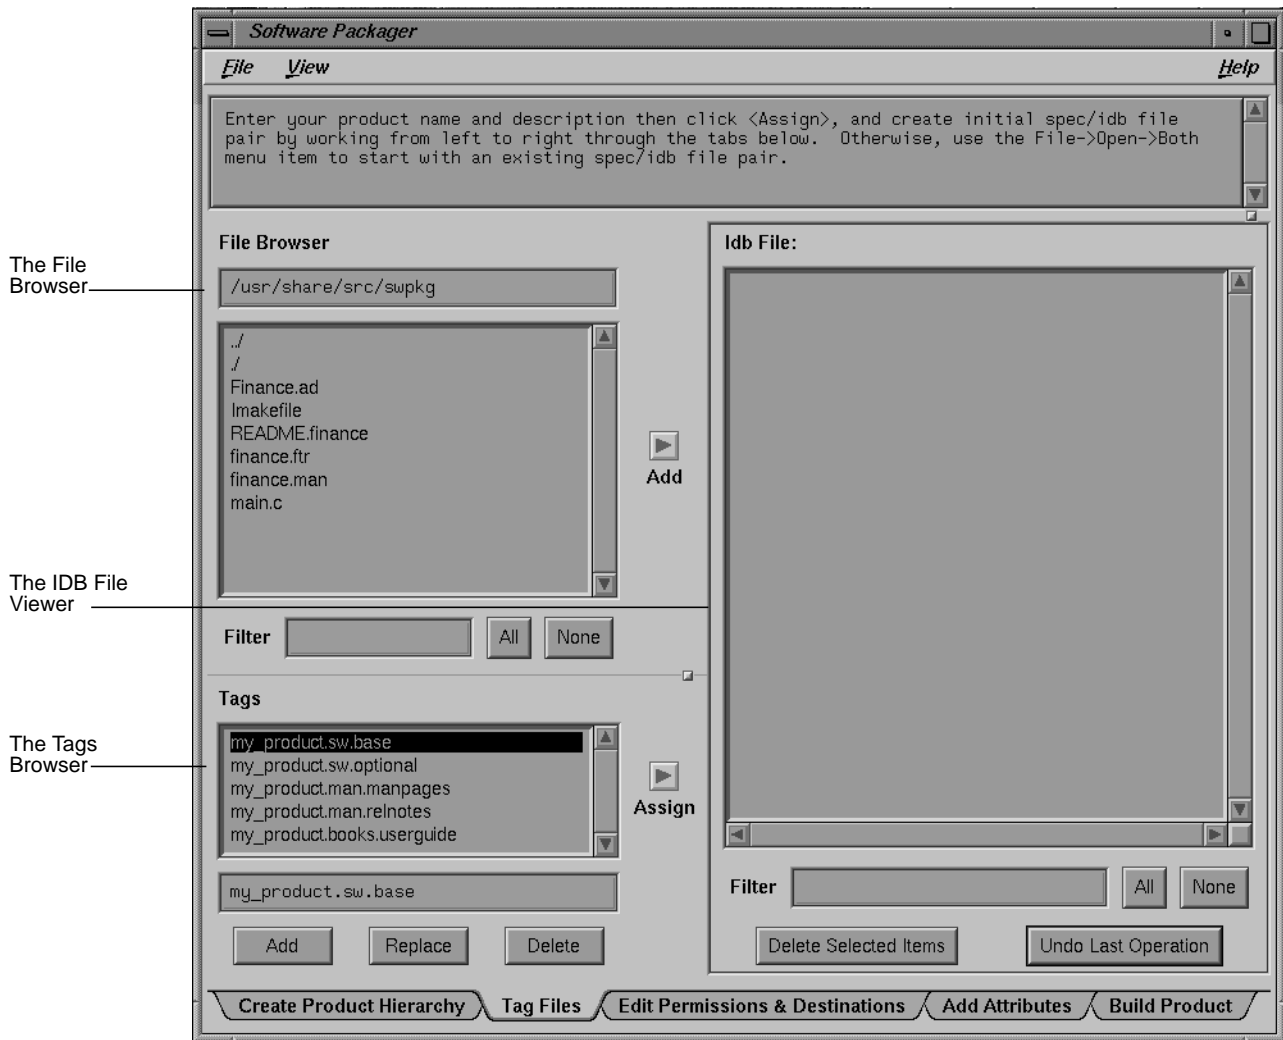 Software Packager
File View Help
Enter your product name and description then click <Assign>, and create initial spec/idb file
pair by working from left to right through the tabs below.  Otherwise, use the File->Open->Both
menu item to start with an existing spec/idb file pair.
File Browser
The File
Browser
/usr/share/src/swpkg
../
./
Finance.ad
Imakefile
README.finance
finance.ftr
finance.man
main.c
Add
The IDB File
Viewer
Filter
All
None
Tags
The Tags
Browser
my_product.sw.base
my_product.sw.optional
my_product.man.manpages
my_product.man.relnotes
my_product.books.userguide
Assign
my_product.sw.base
Add
Replace
Delete
Idb File:
Filter
All
None
Delete Selected Items
Undo Last Operation
Create Product Hierarchy
Tag Files
Edit Permissions & Destinations
Add Attributes
Build Product